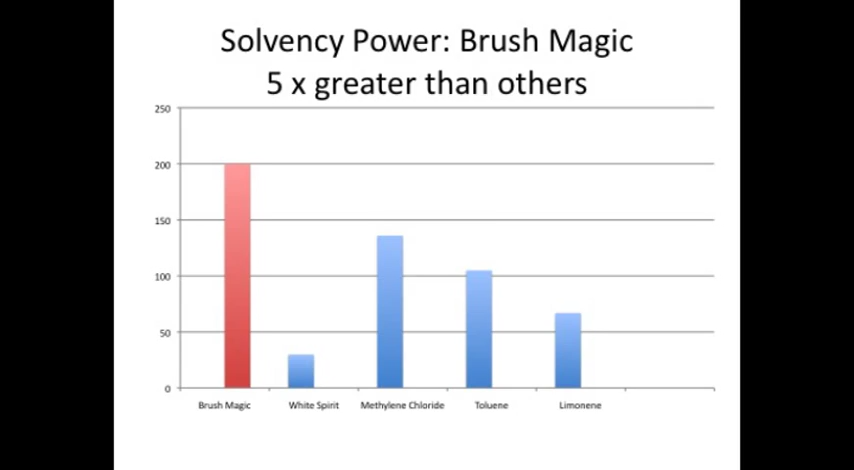 Solvency Power: Brush Magic
5 x greater than others
250
200
150
100
50
0
Brush Magic White Spirit Methylene Chloride Toluene Limonene